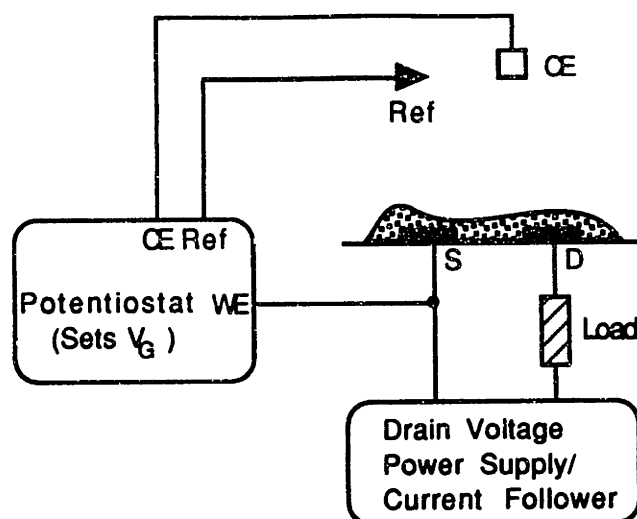 CE
Ref
S
D
CE Ref
Potentiostat WE
(Sets VG )
Load
Drain Voltage
Power Supply/
Current Follower